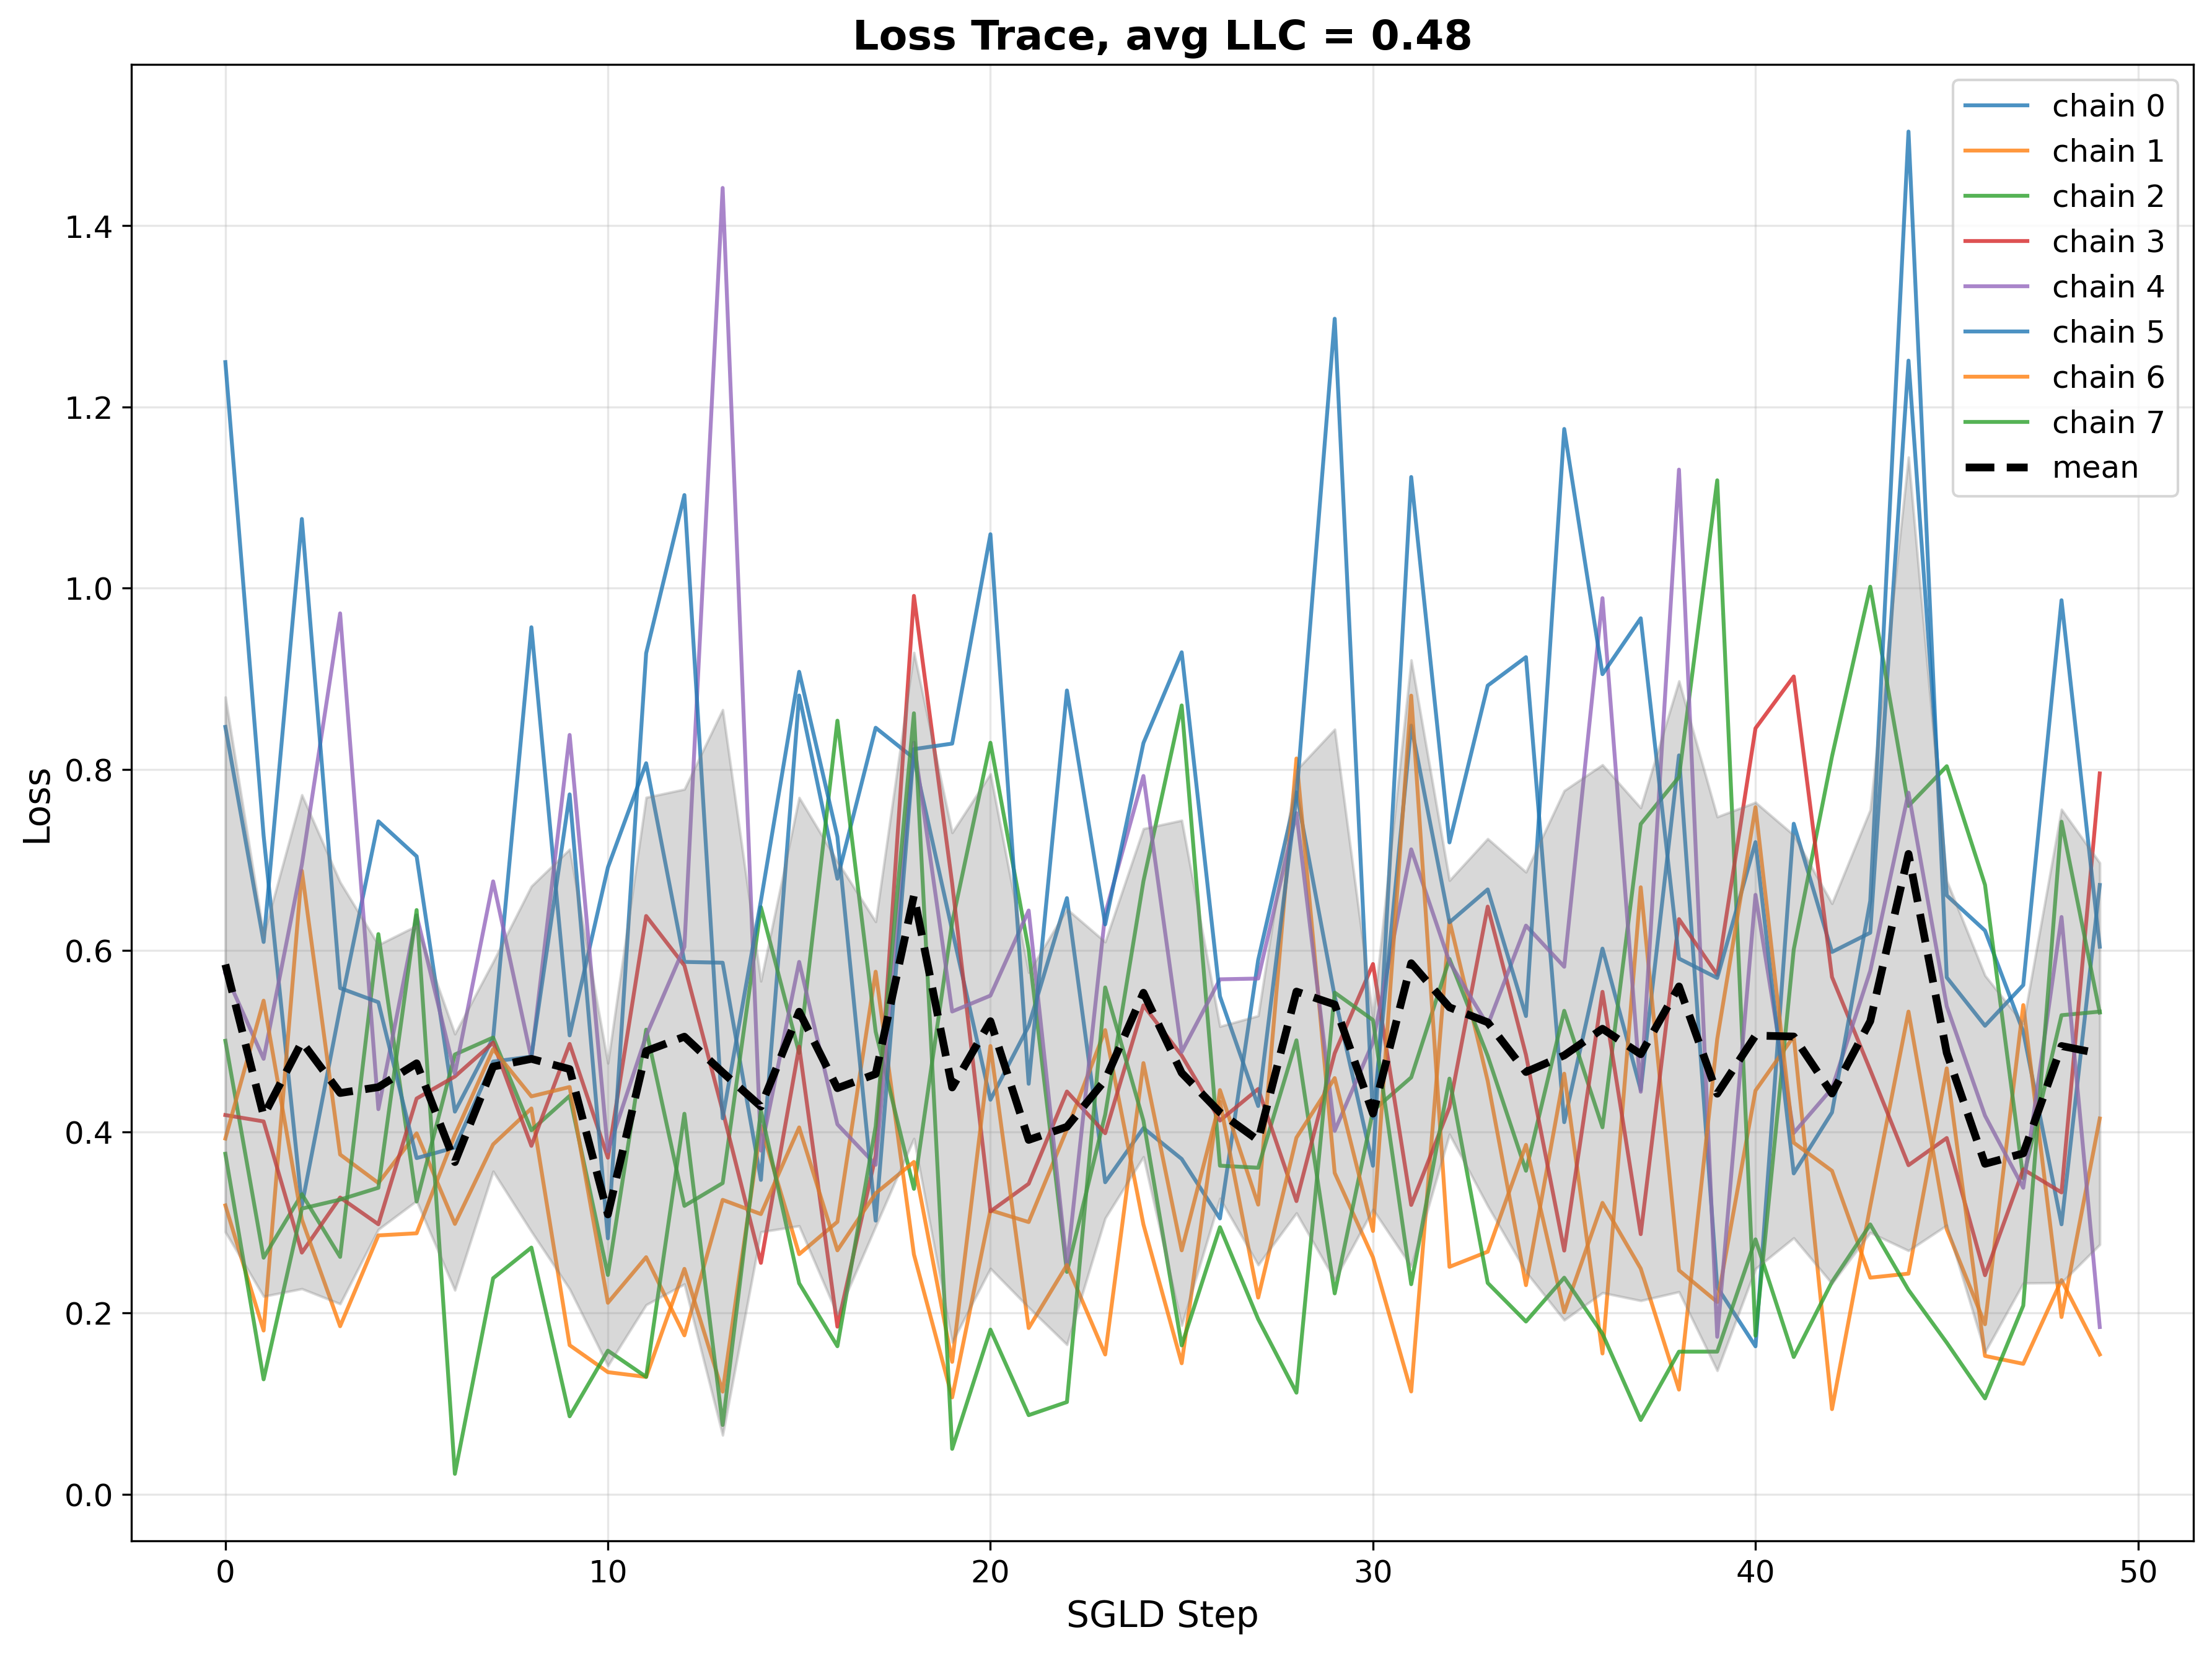 Loss Trace, avg LLC = 0.48
chain 0
chain 1
chain 2
chain 3
chain 4
chain 5
chain 6
chain 7
mean
Loss
1.4
1.2
1.0
0.8
0.6
0.4
0.2
0.0
0 10 20 30 40 50
SGLD Step